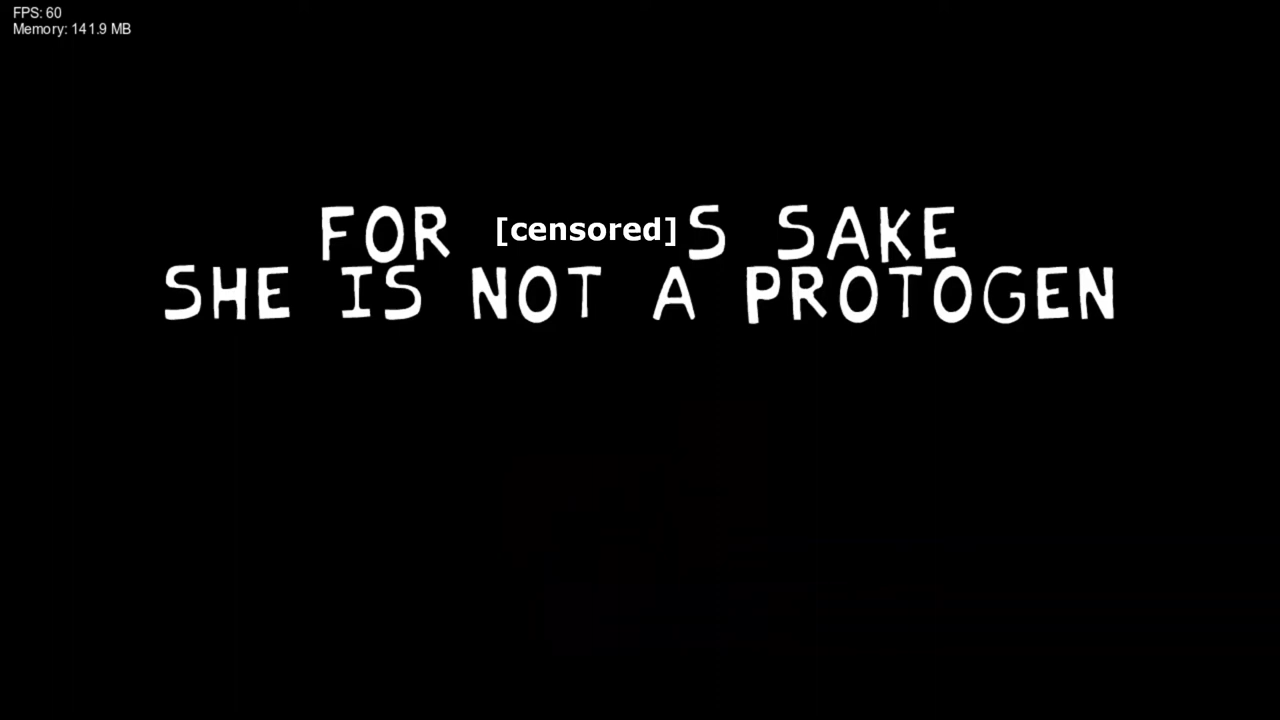 FPS: 60
Memory: 141.9 MB
FOR [censored]S SAKE
SHE IS NOT A PROTOGEN